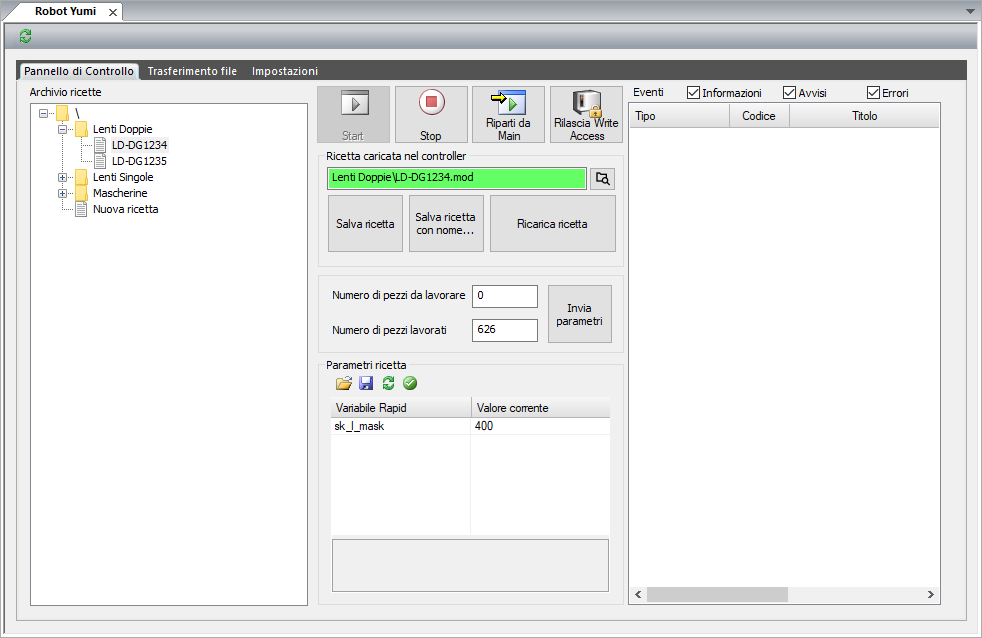 Robot Yumi
Pannello di Controllo
Trasferimento file
Impostazioni
Archivio ricette
\
Lenti Doppie
LD-DG1234
LD-DG1235
Lenti Singole
Mascherine
Nuova ricetta
Start
Stop
Riparti da
Main
Rilascia Write
Access
Ricetta caricata nel controller
Lenti Doppie\LD-DG1234.mod
Salva ricetta
Salva ricetta
con nome...
Ricarica ricetta
Numero di pezzi da lavorare
0
Numero di pezzi lavorati
626
Invia
parametri
Parametri ricetta
Variabile Rapid
Valore corrente
sk_l_mask
400
Eventi
Informazioni
Avvisi
Errori
Tipo
Codice
Titolo